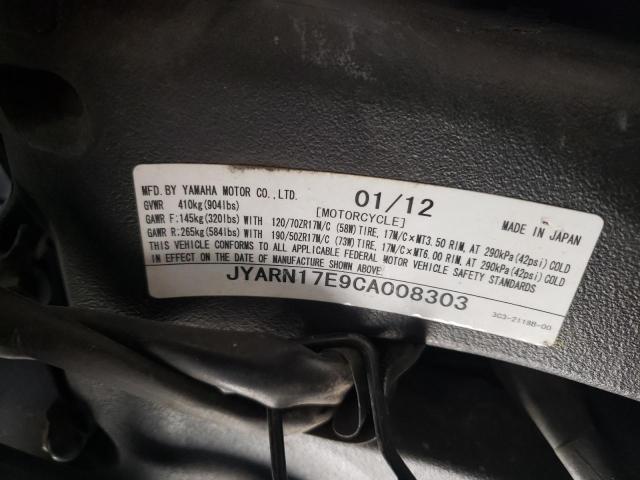 MFD. BY YAMAHA MOTOR CO., LTD. 01/12
GVWR 410kg(904lbs) [MOTORCYCLE] MADE IN JAPAN
GAWR F:145kg(320lbs) WITH 120/70ZR17M/C (58W) TIRE, 17M/C×MT3.50 RIM, AT 290kPa(42psi) COLD
GAWR R:265kg(584lbs) WITH 190/50ZR17M/C (73W) TIRE, 17M/C×MT6.00 RIM, AT 290kPa(42psi) COLD
THIS VEHICLE CONFORMS TO ALL APPLICABLE FEDERAL MOTOR VEHICLE SAFETY STANDARDS
IN EFFECT ON THE DATE OF MANUFACTURE SHOWN ABOVE
JYARN17E9CA008303
3C3-2118B-00